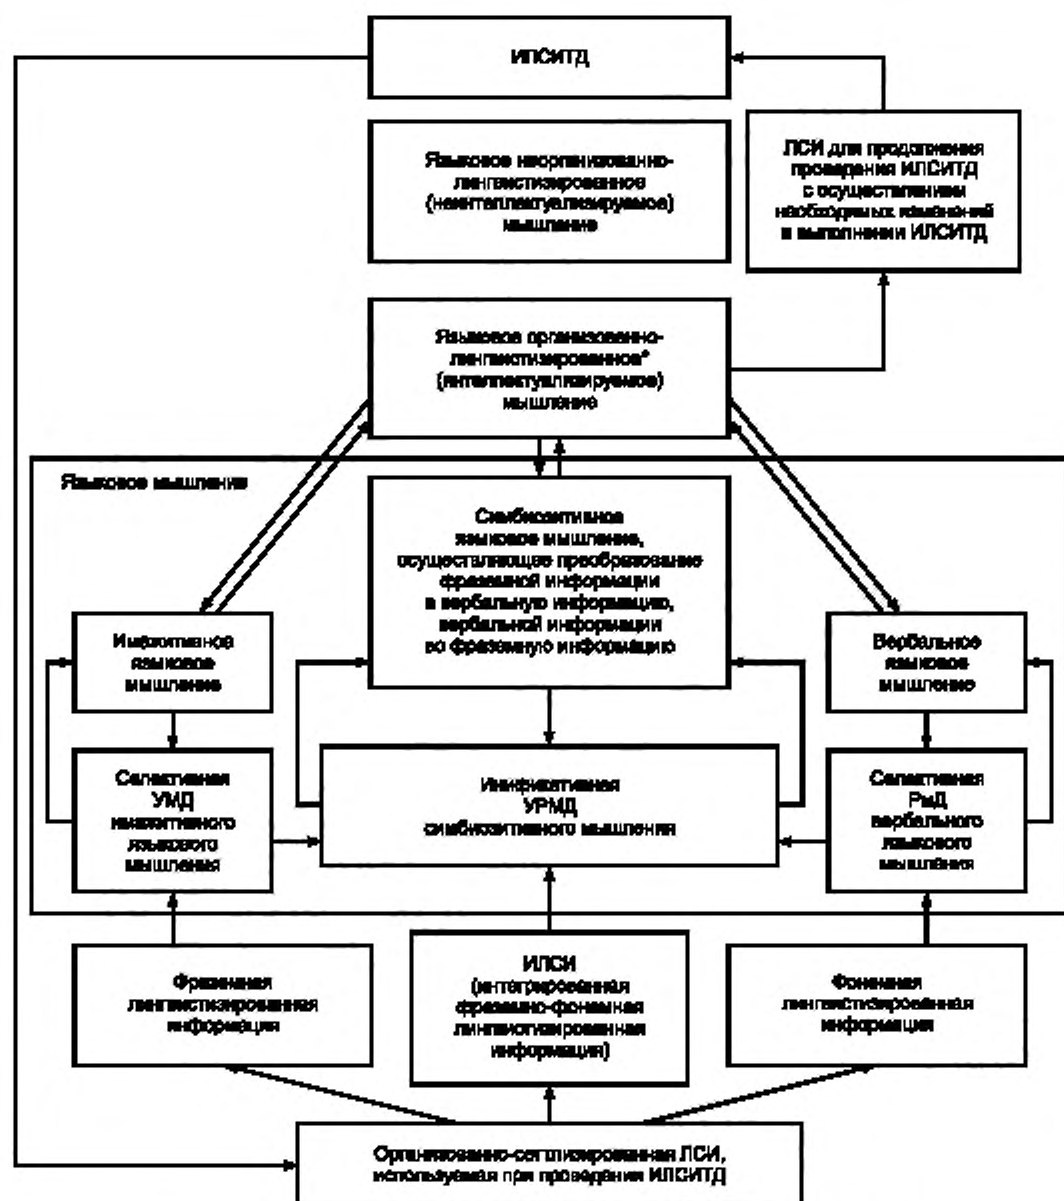 ИЛСИТД
Языковое неорганизованно-
лингвистизированное
(неинтеллектуализируемое)
мышление
ЛСИ для продолжения
проведения ИЛСИТД
с осуществлением
необходимых изменений
в выполнении ИЛСИТД
Языковое организованно-
лингвистизированное*
(интеллектуализируемое)
мышление
Языковое мышление
Симбиозитивное
языковое мышление,
осуществляющее преобразование
фраземной информации
в вербальную информацию,
вербальной информации
во фраземную информацию
Имажитивное
языковое
мышление
Вербальное
языковое
мышление
Селективная
УМД
имажитивного
языкового
мышления
Инификативная
УРМД
симбиозитивного мышления
Селективная
РмД
вербального
языкового
мышления
Фраземная
лингвистизированная
информация
ИЛСИ
(интегрированная
фраземно-фонемная
лингвистизированная
информация)
Фонемная
лингвистизированная
информация
ЛСИ,
используемая при проведении ИЛСИТД